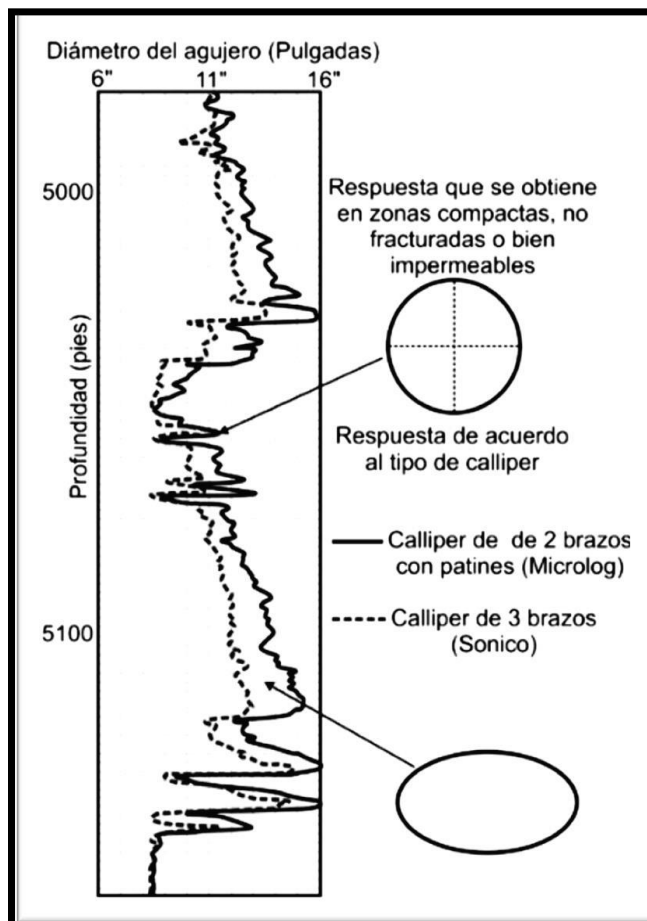 Diámetro del agujero (Pulgadas)
6" 11" 16"
5000
Profundidad (pies)
5100
Respuesta que se obtiene
en zonas compactas, no
fracturadas o bien
impermeables
Respuesta de acuerdo
al tipo de calliper
Calliper de de 2 brazos
con patines (Microlog)
Calliper de 3 brazos
(Sonico)